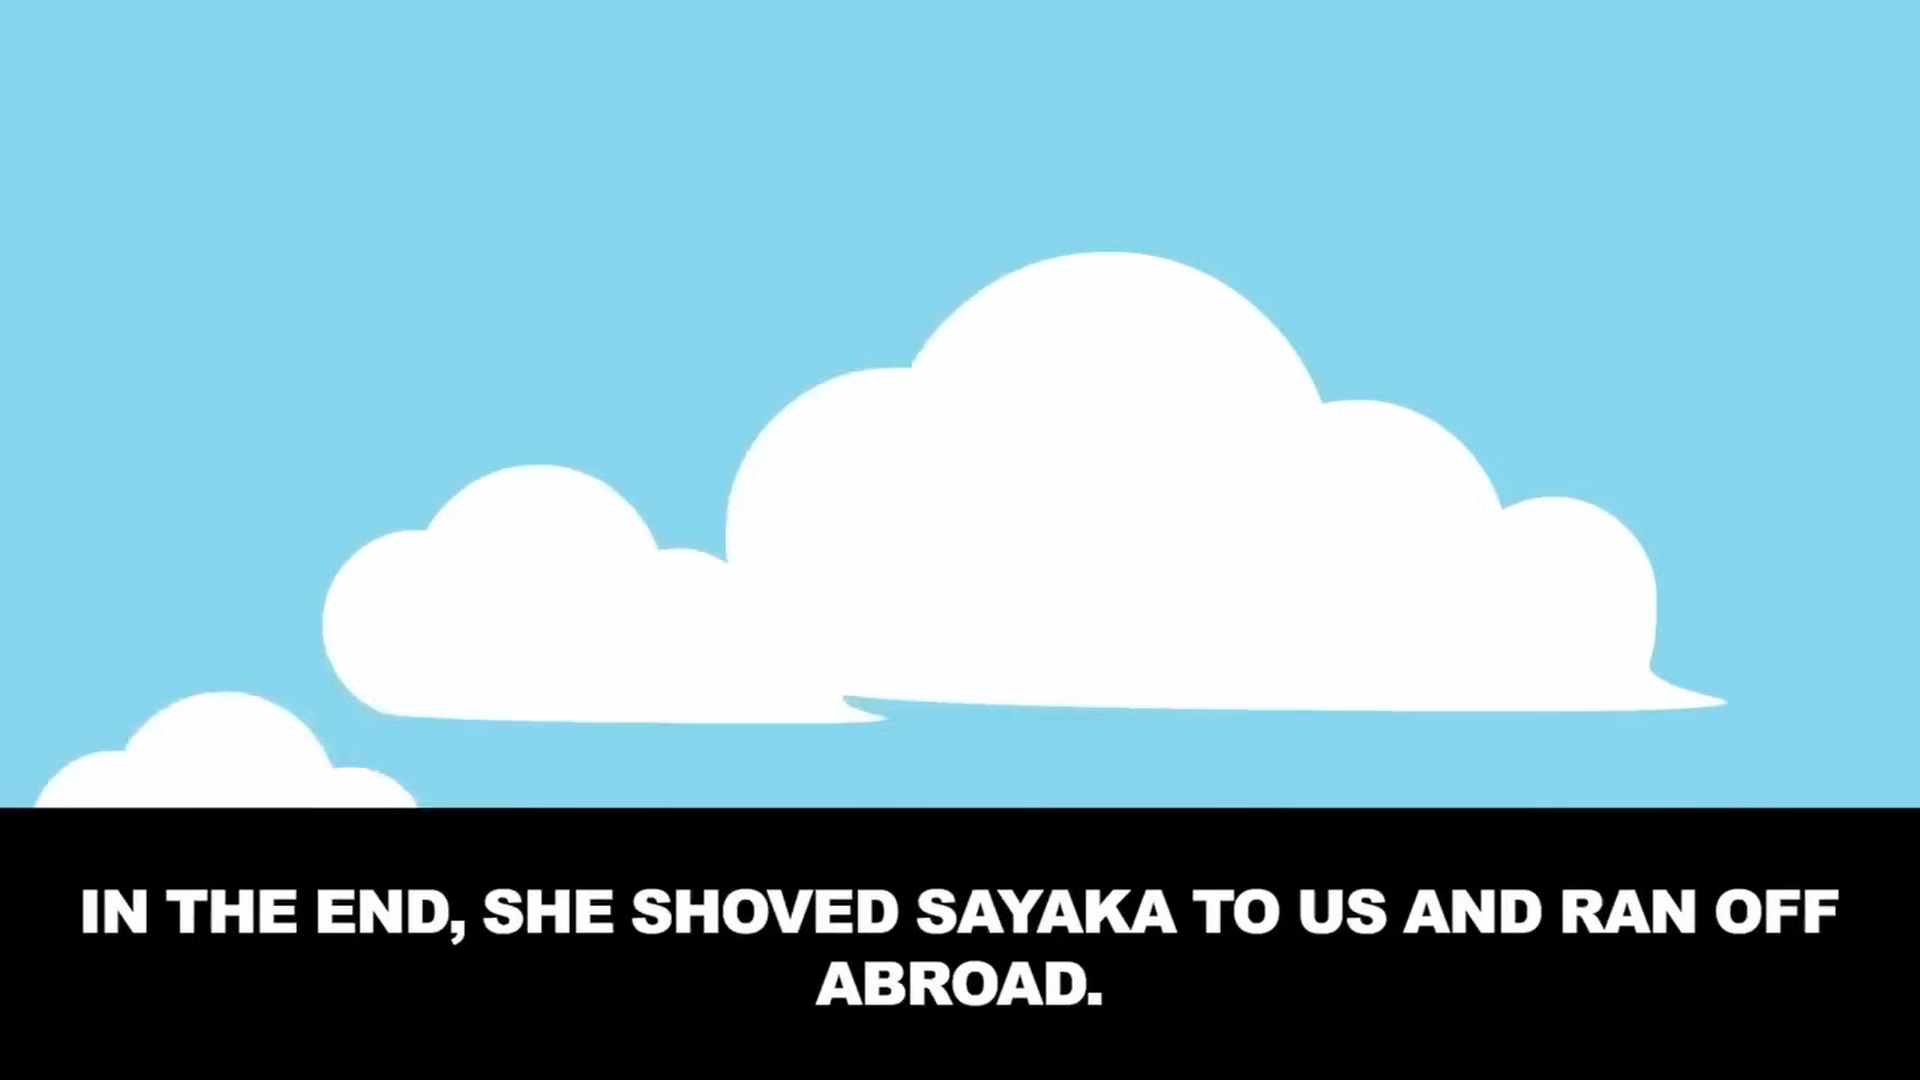 IN THE END, SHE SHOVED SAYAKA TO US AND RAN OFF
ABROAD.